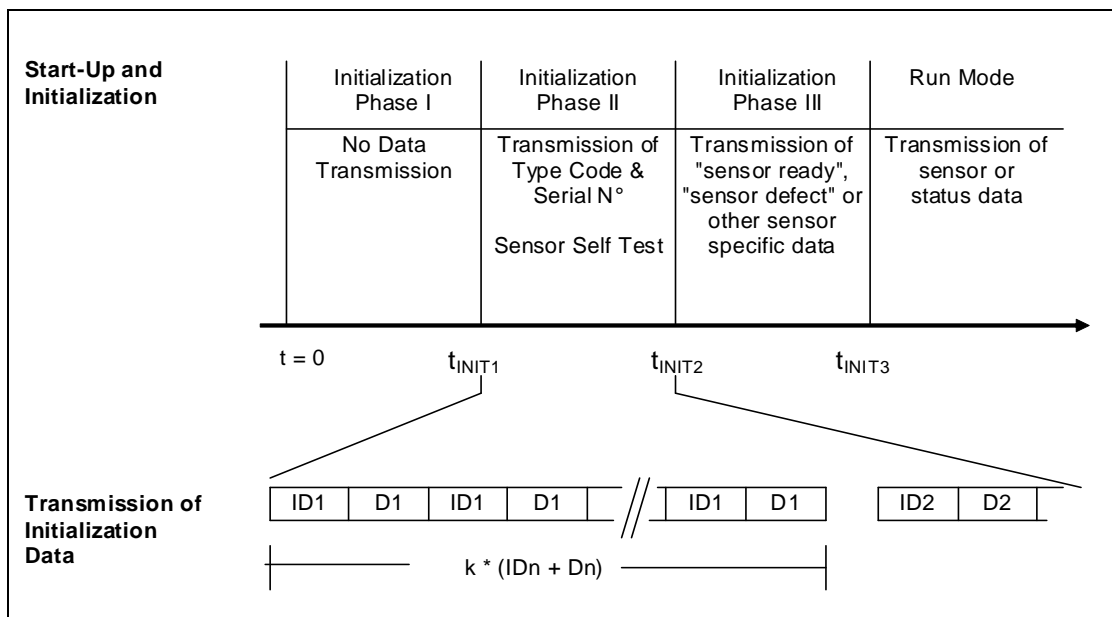 Start-Up and
Initialization
Initialization
Phase I
Initialization
Phase II
Initialization
Phase III
Run Mode
No Data
Transmission
Transmission of
Type Code &
Serial N°
Sensor Self Test
Transmission of
"sensor ready",
"sensor defect" or
other sensor
specific data
Transmission of
sensor or
status data
t = 0
tINIT1
tINIT2
tINIT3
Transmission of
Initialization
Data
ID1 D1 ID1 D1 ID1 D1 ID2 D2
k * (IDn + Dn)